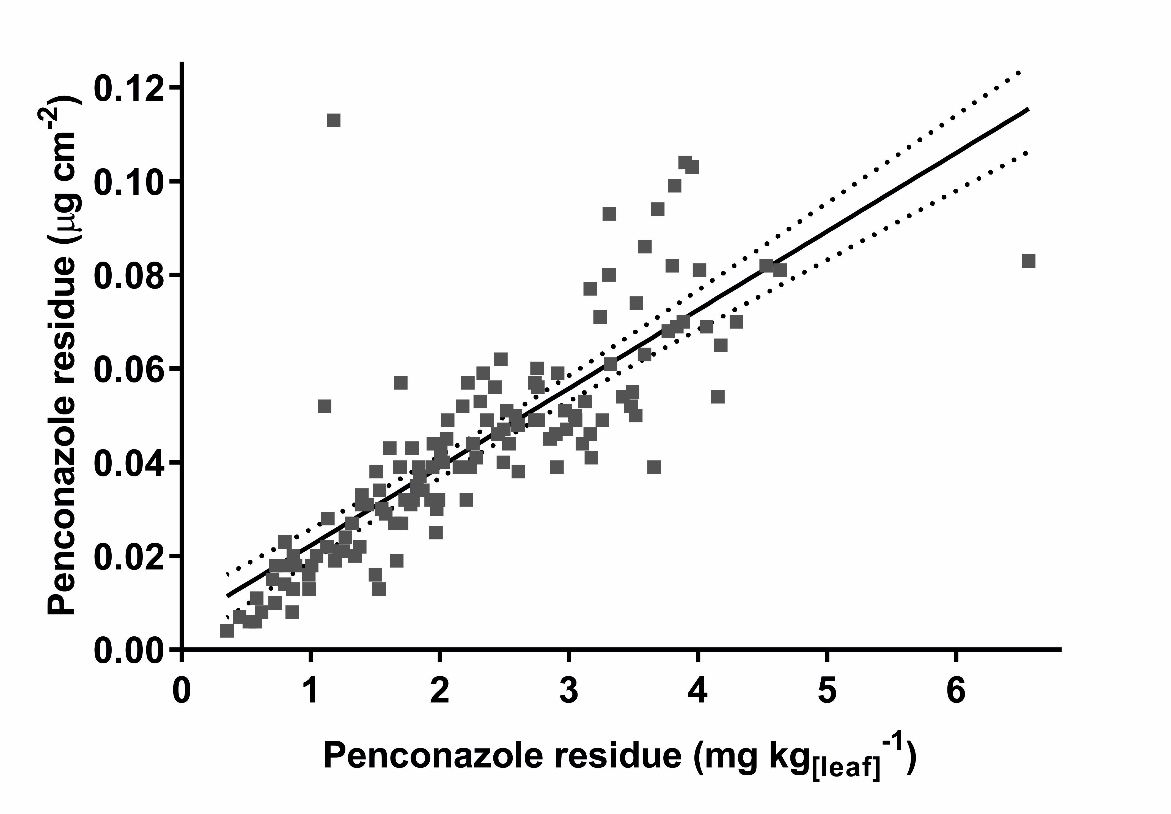 Penconazole residue (μg cm-2)
0.12
0.10
0.08
0.06
0.04
0.02
0.00
0 1 2 3 4 5 6
Penconazole residue (mg kg[leaf]-1)